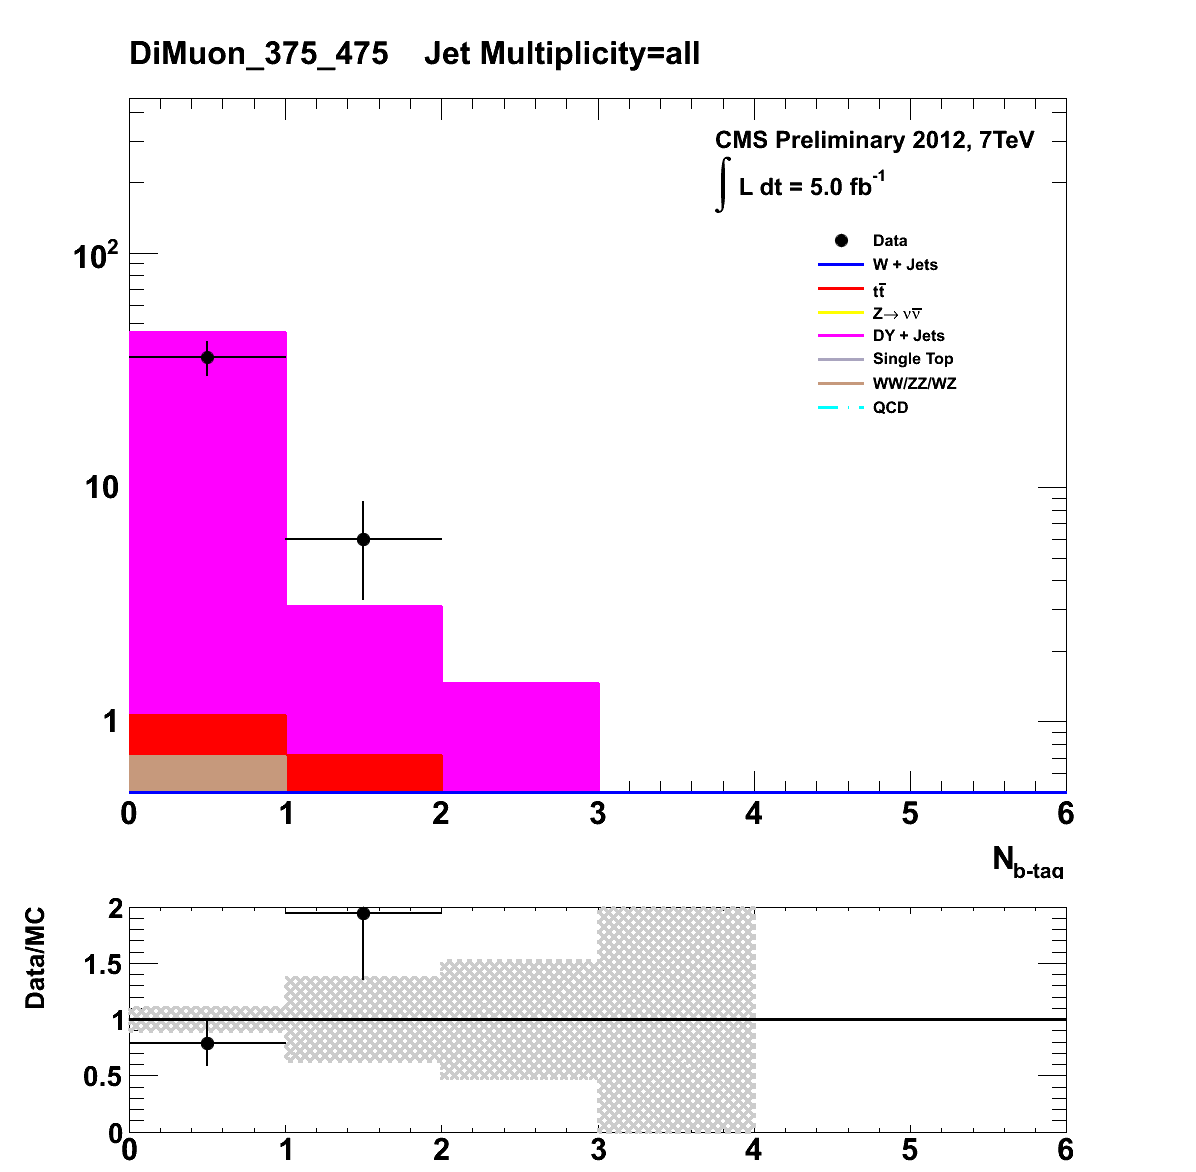 DiMuon_375_475 Jet Multiplicity=all
CMS Preliminary 2012, 7TeV
∫ L dt = 5.0 fb-1
Data
W + Jets
tt̅
Z→ νν̅
DY + Jets
Single Top
WW/ZZ/WZ
QCD
10²
10
1
0 1 2 3 4 5 6
Nb-tag
Data/MC
2
1.5
1
0.5
0
0 1 2 3 4 5 6